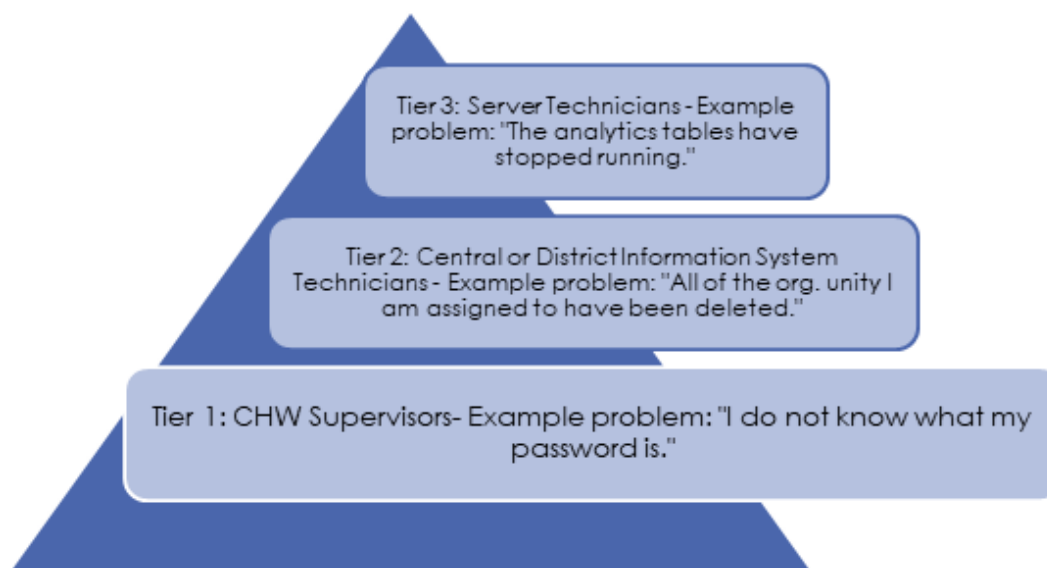 Tier 3: Server Technicians - Example
problem: "The analytics tables have
stopped running."
Tier 2: Central or District Information System
Technicians - Example problem: "All of the org. unity I
am assigned to have been deleted."
Tier 1: CHW Supervisors- Example problem: "I do not know what my
password is."